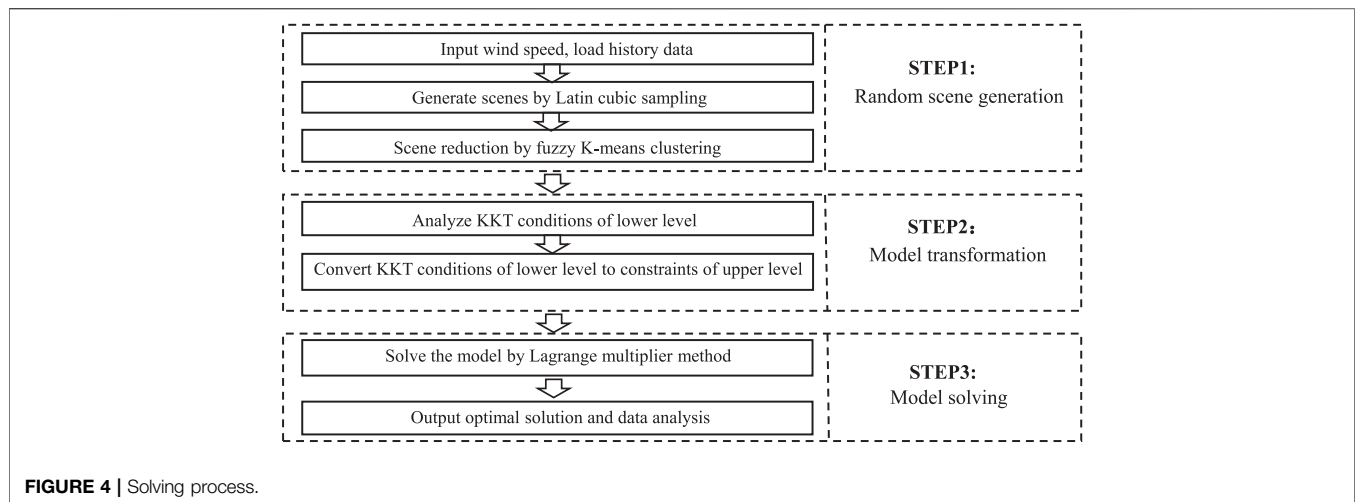 Input wind speed, load history data
Generate scenes by Latin cubic sampling
Scene reduction by fuzzy K-means clustering
STEP1:
Random scene generation
Analyze KKT conditions of lower level
Convert KKT conditions of lower level to constraints of upper level
STEP2:
Model transformation
Solve the model by Lagrange multiplier method
Output optimal solution and data analysis
STEP3:
Model solving
FIGURE 4 | Solving process.